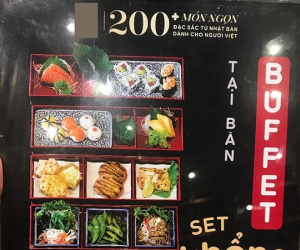 200+ MÓN NGON
ĐẶC SẮC TỪ NHẬT BẢN
DÀNH CHO NGƯỜI VIỆT
TẠI BÀN
BUFFET
SET